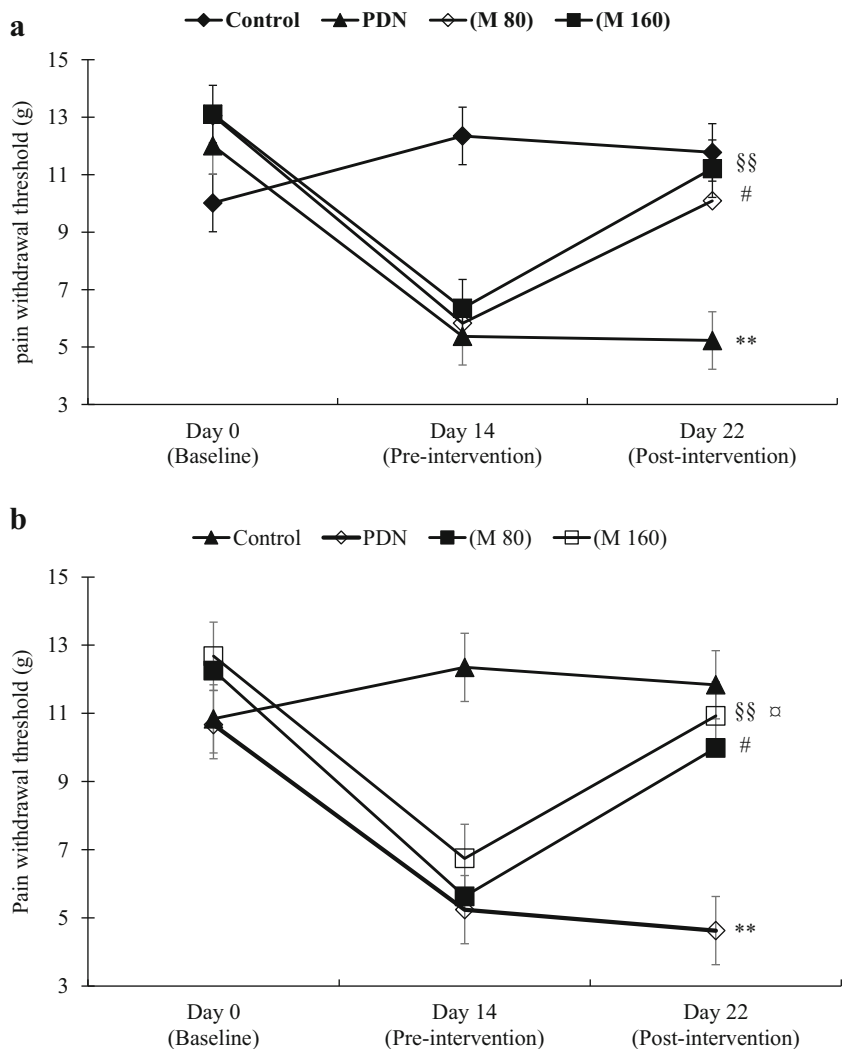 a
Control PDN (M 80) (M 160)
15
13
11
9
7
5
3
pain withdrawal threshold (g)
§§
#
**
Day 0 Day 14 Day 22
(Baseline) (Pre-intervention) (Post-intervention)
b
Control PDN (M 80) (M 160)
15
13
11
9
7
5
3
Pain withdrawal threshold (g)
§§ ¤
#
**
Day 0 Day 14 Day 22
(Baseline) (Pre-intervention) (Post-intervention)